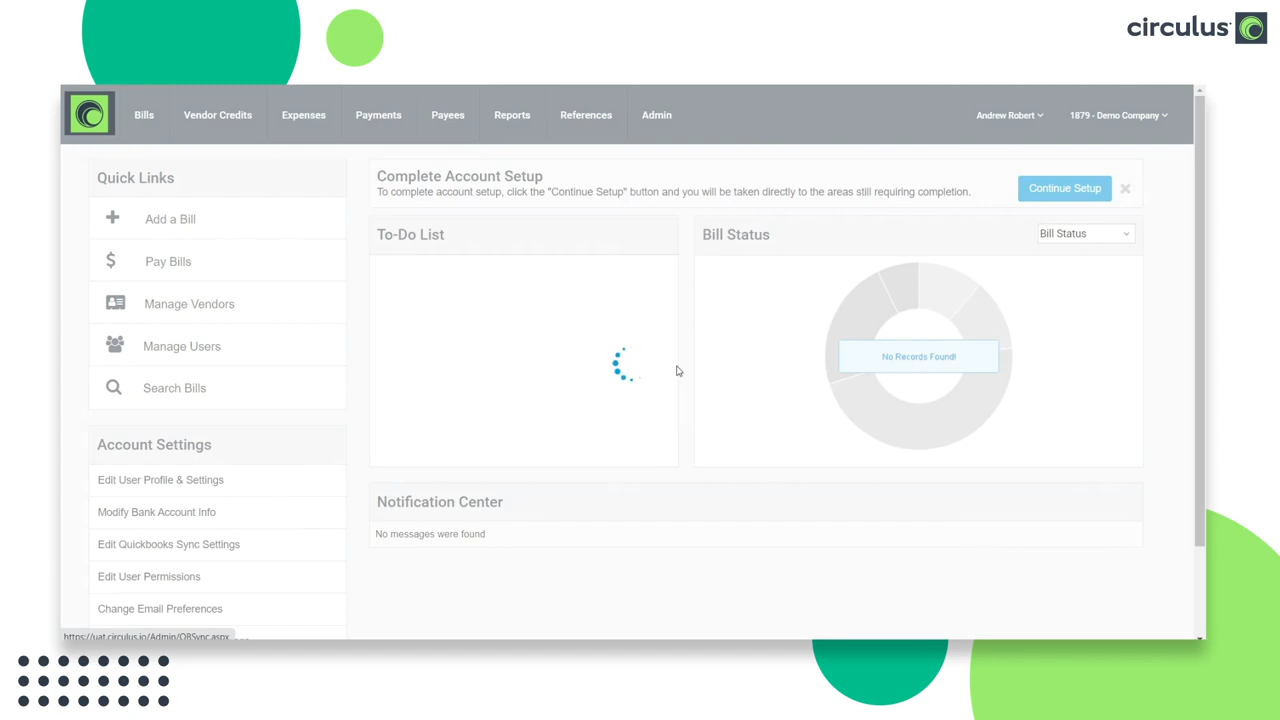 circulus
Bills
Vendor Credits
Expenses
Payments
Payees
Reports
References
Admin
Andrew Robert
1879 - Demo Company
Quick Links
Add a Bill
Pay Bills
Manage Vendors
Manage Users
Search Bills
Account Settings
Edit User Profile & Settings
Modify Bank Account Info
Edit Quickbooks Sync Settings
Edit User Permissions
Change Email Preferences
https://uat.circulus.io/Admin/QBSync.aspx
Complete Account Setup
To complete account setup, click the "Continue Setup" button and you will be taken directly to the areas still requiring completion.
Continue Setup
To-Do List
Bill Status
Bill Status
No Records Found!
Notification Center
No messages were found